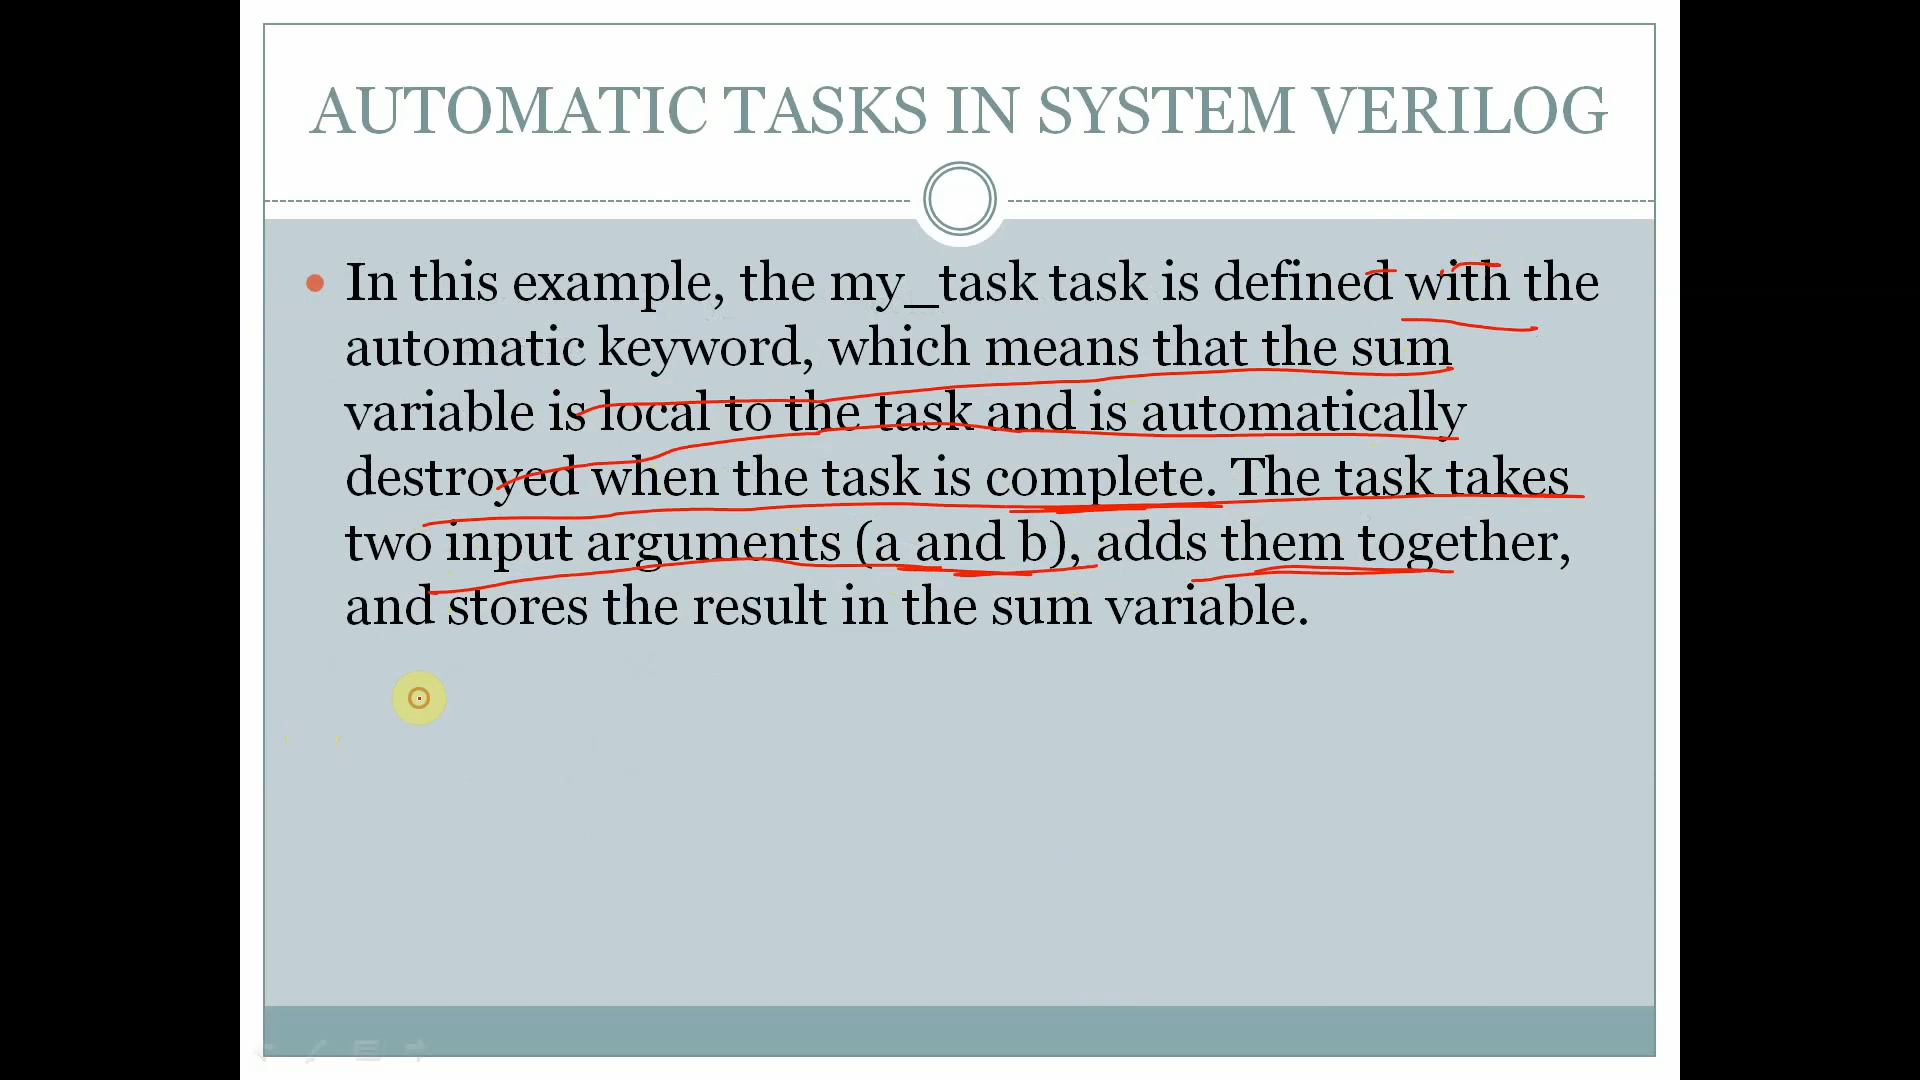 AUTOMATIC TASKS IN SYSTEM VERILOG
In this example, the my_task task is defined with the
automatic keyword, which means that the sum
variable is local to the task and is automatically
destroyed when the task is complete. The task takes
two input arguments (a and b), adds them together,
and stores the result in the sum variable.